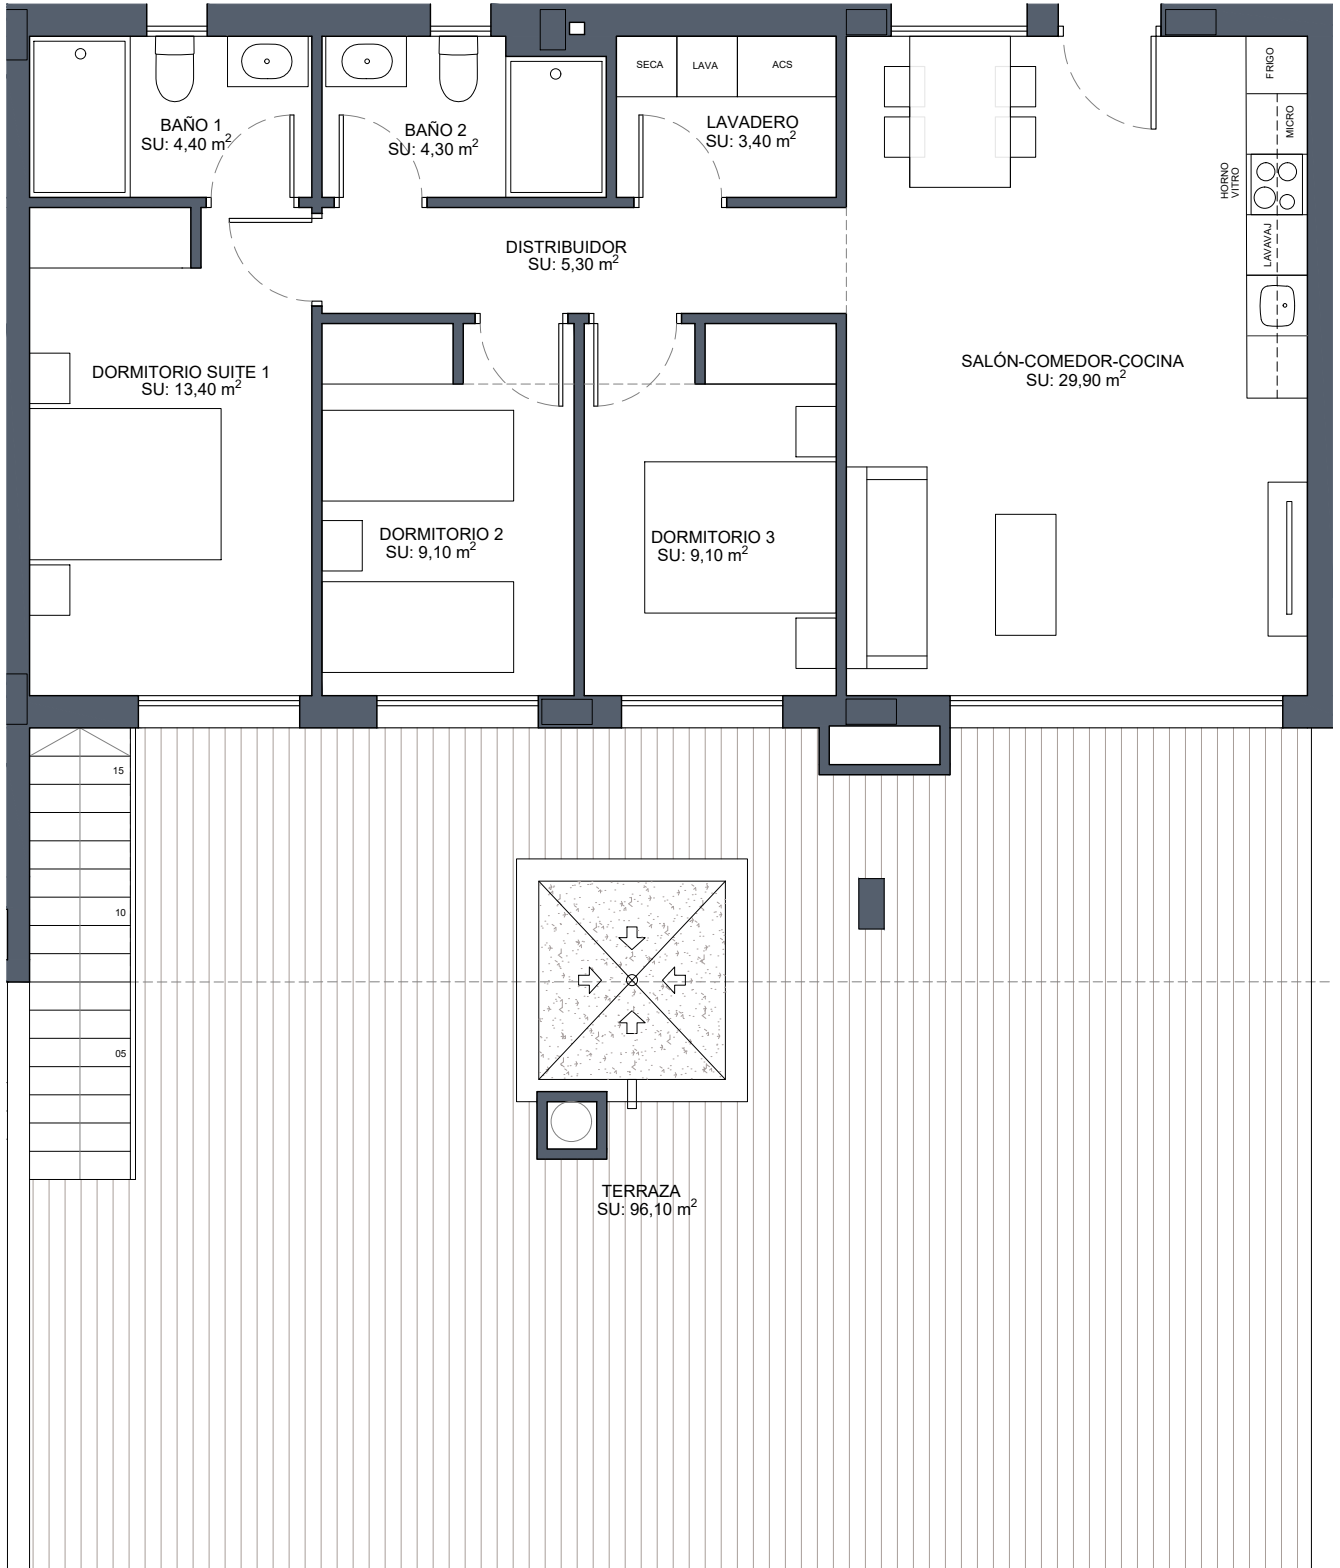 SECA
LAVA
ACS
FRIGO
BAÑO 1
SU: 4,40 m²
BAÑO 2
SU: 4,30 m²
LAVADERO
SU: 3,40 m²
MICRO
HORNO
VITRO
LAVAVAJ
DISTRIBUIDOR
SU: 5,30 m²
DORMITORIO SUITE 1
SU: 13,40 m²
SALÓN-COMEDOR-COCINA
SU: 29,90 m²
DORMITORIO 2
SU: 9,10 m²
DORMITORIO 3
SU: 9,10 m²
15
10
05
TERRAZA
SU: 96,10 m²